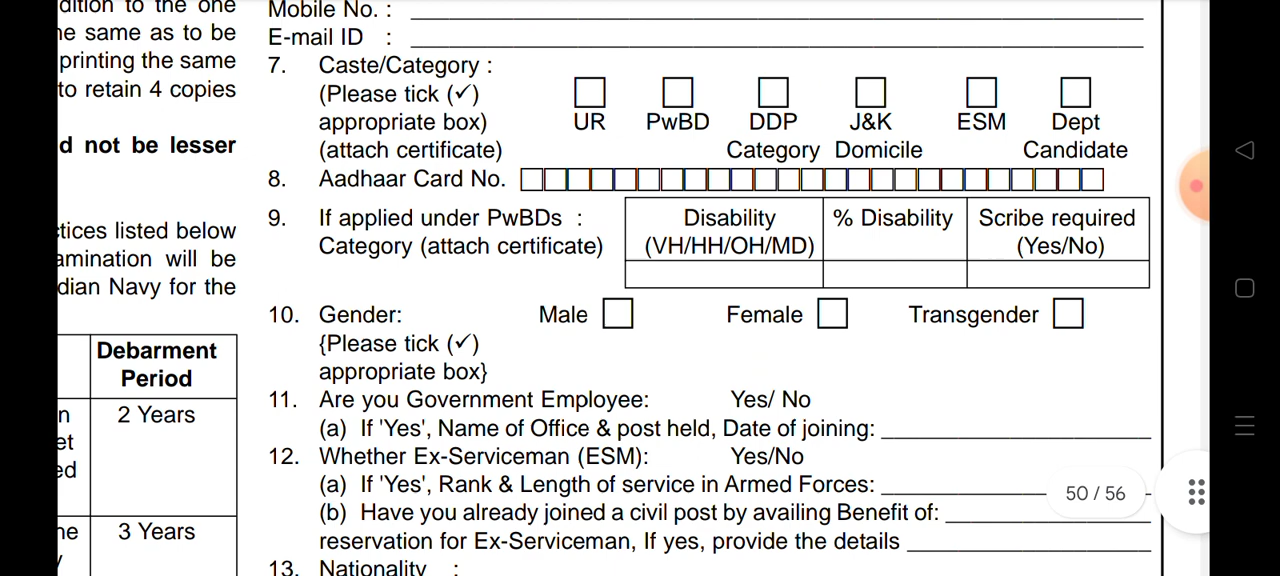 dition to the one
he same as to be
printing the same
to retain 4 copies
d not be lesser
ctices listed below
amination will be
dian Navy for the
Debarment
Period
n
et
ed
2 Years
he
y
3 Years
Mobile No. :
E-mail ID :
7. Caste/Category :
(Please tick (✓)
appropriate box)
(attach certificate)
UR PwBD DDP Category J&K Domicile ESM Dept Candidate
8. Aadhaar Card No.
9. If applied under PwBDs :
Category (attach certificate)
Disability (VH/HH/OH/MD) % Disability Scribe required (Yes/No)
10. Gender: Male Female Transgender
{Please tick (✓)
appropriate box}
11. Are you Government Employee: Yes/ No
(a) If 'Yes', Name of Office & post held, Date of joining:
12. Whether Ex-Serviceman (ESM): Yes/No
(a) If 'Yes', Rank & Length of service in Armed Forces:
(b) Have you already joined a civil post by availing Benefit of:
reservation for Ex-Serviceman, If yes, provide the details
13. Nationality :
50 / 56